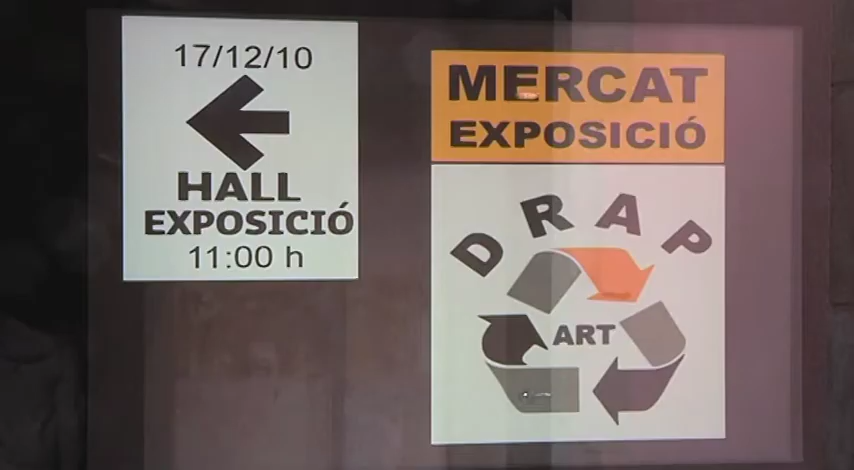 17/12/10
HALL
EXPOSICIÓ
11:00 h
MERCAT
EXPOSICIÓ
DRAP
ART